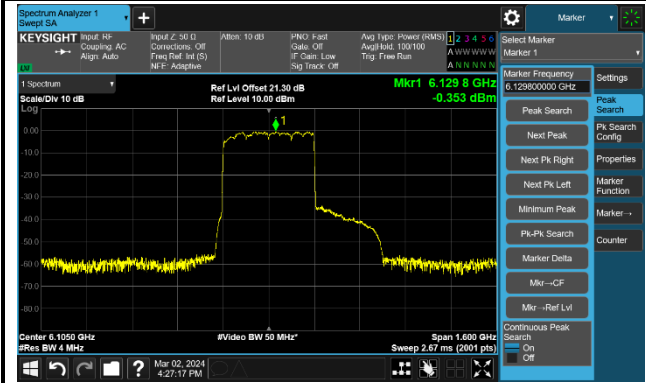 Spectrum Analyzer 1
Swept SA
Marker
KEYSIGHT Input: RF
Coupling: AC
Align: Auto
Input Z: 50 Ω
Corrections: Off
Freq Ref: Int (S)
NFE: Adaptive
Atten: 10 dB
PNO: Fast
Gate: Off
IF Gain: Low
Sig Track: Off
Avg Type: Power (RMS)
Avg|Hold: 100/100
Trig: Free Run
1 2 3 4 5 6
A W W W W W
A N N N N N
Select Marker
Marker 1
1 Spectrum
Scale/Div 10 dB
Log
Ref Lvl Offset 21.30 dB
Ref Level 10.00 dBm
Mkr1 6.129 8 GHz
-0.353 dBm
1
0.00
-10.0
-20.0
-30.0
-40.0
-50.0
-60.0
-70.0
-80.0
Center 6.1050 GHz
#Res BW 4 MHz
#Video BW 50 MHz*
Span 1.600 GHz
Sweep 2.67 ms (2001 pts)
Marker Frequency
6.129800000 GHz
Peak Search
Next Peak
Next Pk Right
Next Pk Left
Minimum Peak
Pk-Pk Search
Marker Delta
Mkr→CF
Mkr→Ref Lvl
Continuous Peak
Search
On
Off
Settings
Peak
Search
Pk Search
Config
Properties
Marker
Function
Marker→
Counter
Mar 02, 2024
4:27:17 PM